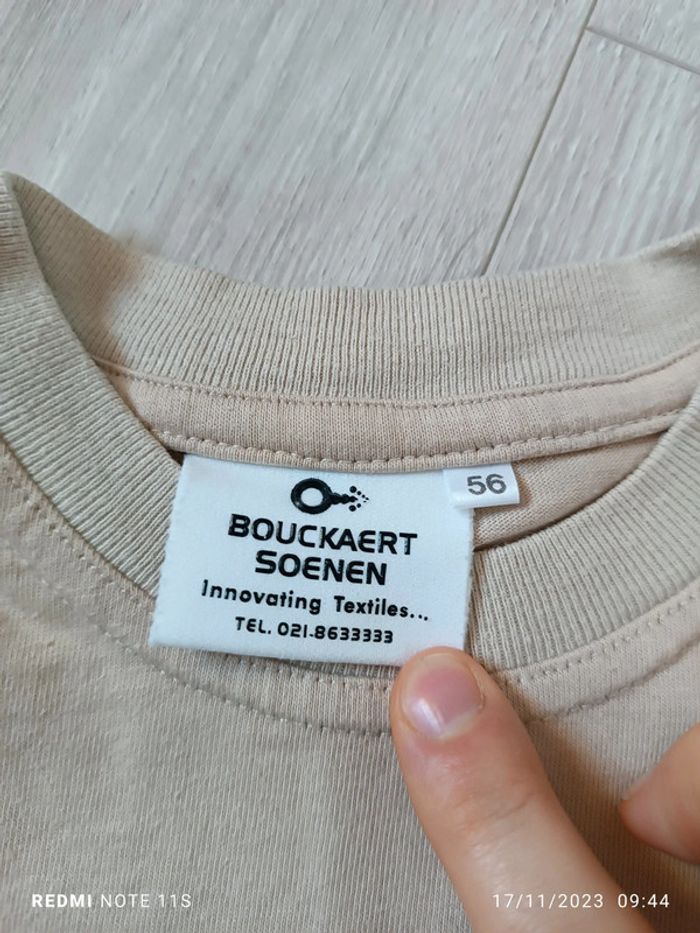 56
BOUCKAERT
SOENEN
Innovating Textiles...
TEL. 021.8633333
REDMI NOTE 11S
17/11/2023 09:44